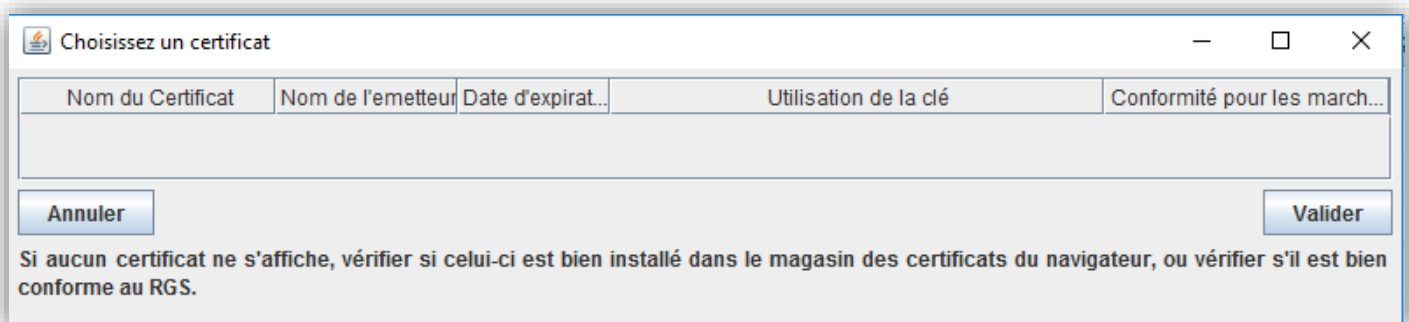 Choisissez un certificat
Nom du Certificat Nom de l'emetteur Date d'expirat... Utilisation de la clé Conformité pour les march...
Annuler Valider
Si aucun certificat ne s'affiche, vérifier si celui-ci est bien installé dans le magasin des certificats du navigateur, ou vérifier s'il est bien
conforme au RGS.